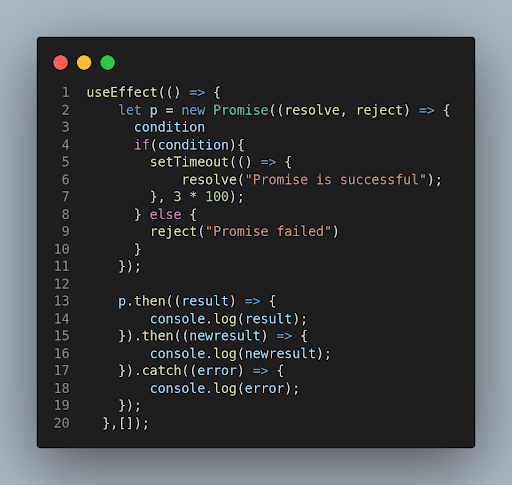 1 useEffect(() => {
2     let p = new Promise((resolve, reject) => {
3       condition
4       if(condition){
5         setTimeout(() => {
6             resolve("Promise is successful");
7         }, 3 * 100);
8       } else {
9         reject("Promise failed")
10       }
11     });
12
13     p.then((result) => {
14         console.log(result);
15     }).then((newresult) => {
16         console.log(newresult);
17     }).catch((error) => {
18         console.log(error);
19     });
20   },[]);